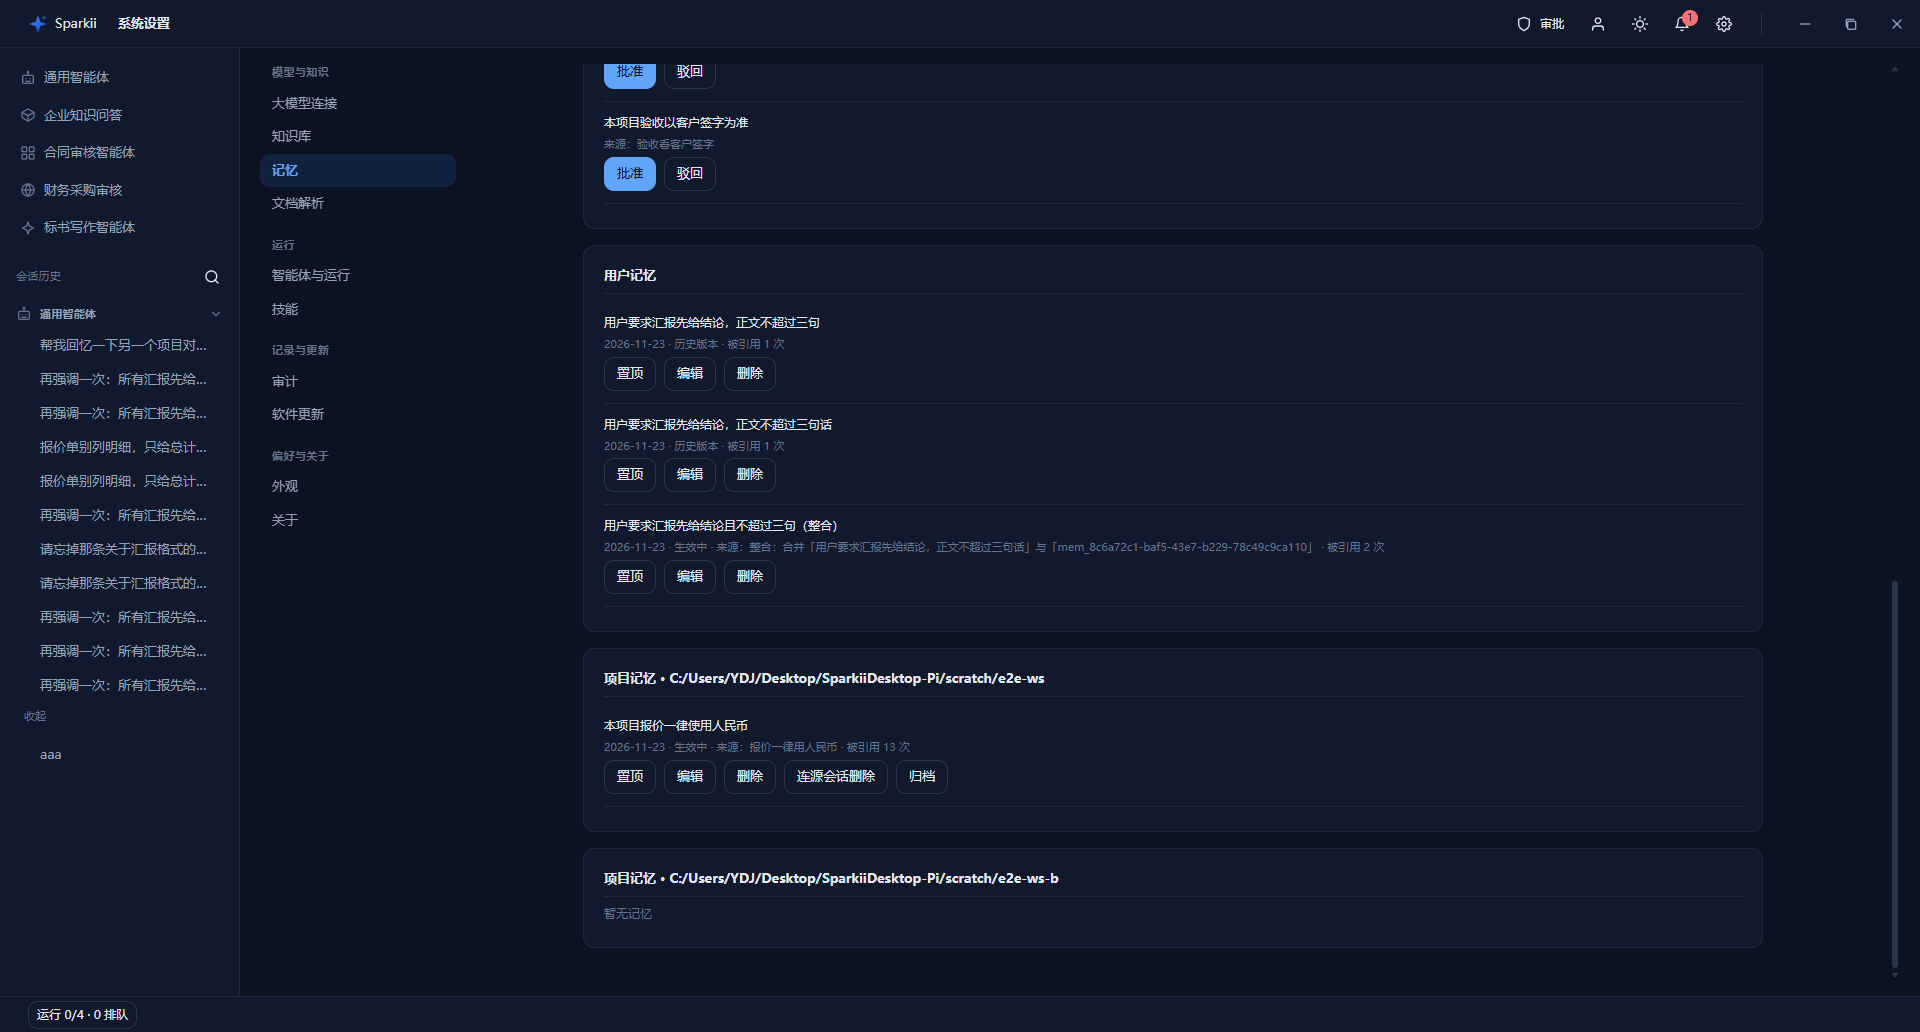 Sparkii 系统设置
审批
1
通用智能体
企业知识问答
合同审核智能体
财务采购审核
标书写作智能体
会话历史
通用智能体
帮我回忆一下另一个项目对...
再强调一次：所有汇报先给...
再强调一次：所有汇报先给...
报价单别列明细，只给总计...
报价单别列明细，只给总计...
再强调一次：所有汇报先给...
请忘掉那条关于汇报格式的...
请忘掉那条关于汇报格式的...
再强调一次：所有汇报先给...
再强调一次：所有汇报先给...
再强调一次：所有汇报先给...
收起
aaa
模型与知识
大模型连接
知识库
记忆
文档解析
运行
智能体与运行
技能
记录与更新
审计
软件更新
偏好与关于
外观
关于
批准 驳回
本项目验收以客户签字为准
来源：验收看客户签字
批准 驳回
用户记忆
用户要求汇报先给结论，正文不超过三句
2026-11-23 · 历史版本 · 被引用 1 次
置顶 编辑 删除
用户要求汇报先给结论，正文不超过三句话
2026-11-23 · 历史版本 · 被引用 1 次
置顶 编辑 删除
用户要求汇报先给结论且不超过三句（整合）
2026-11-23 · 生效中 · 来源：整合：合并「用户要求汇报先给结论，正文不超过三句话」与「mem_8c6a72c1-baf5-43e7-b229-78c49c9ca110」 · 被引用 2 次
置顶 编辑 删除
项目记忆 • C:/Users/YDJ/Desktop/SparkiiDesktop-Pi/scratch/e2e-ws
本项目报价一律使用人民币
2026-11-23 · 生效中 · 来源：报价一律用人民币 · 被引用 13 次
置顶 编辑 删除 连源会话删除 归档
项目记忆 • C:/Users/YDJ/Desktop/SparkiiDesktop-Pi/scratch/e2e-ws-b
暂无记忆
运行 0/4 · 0 排队